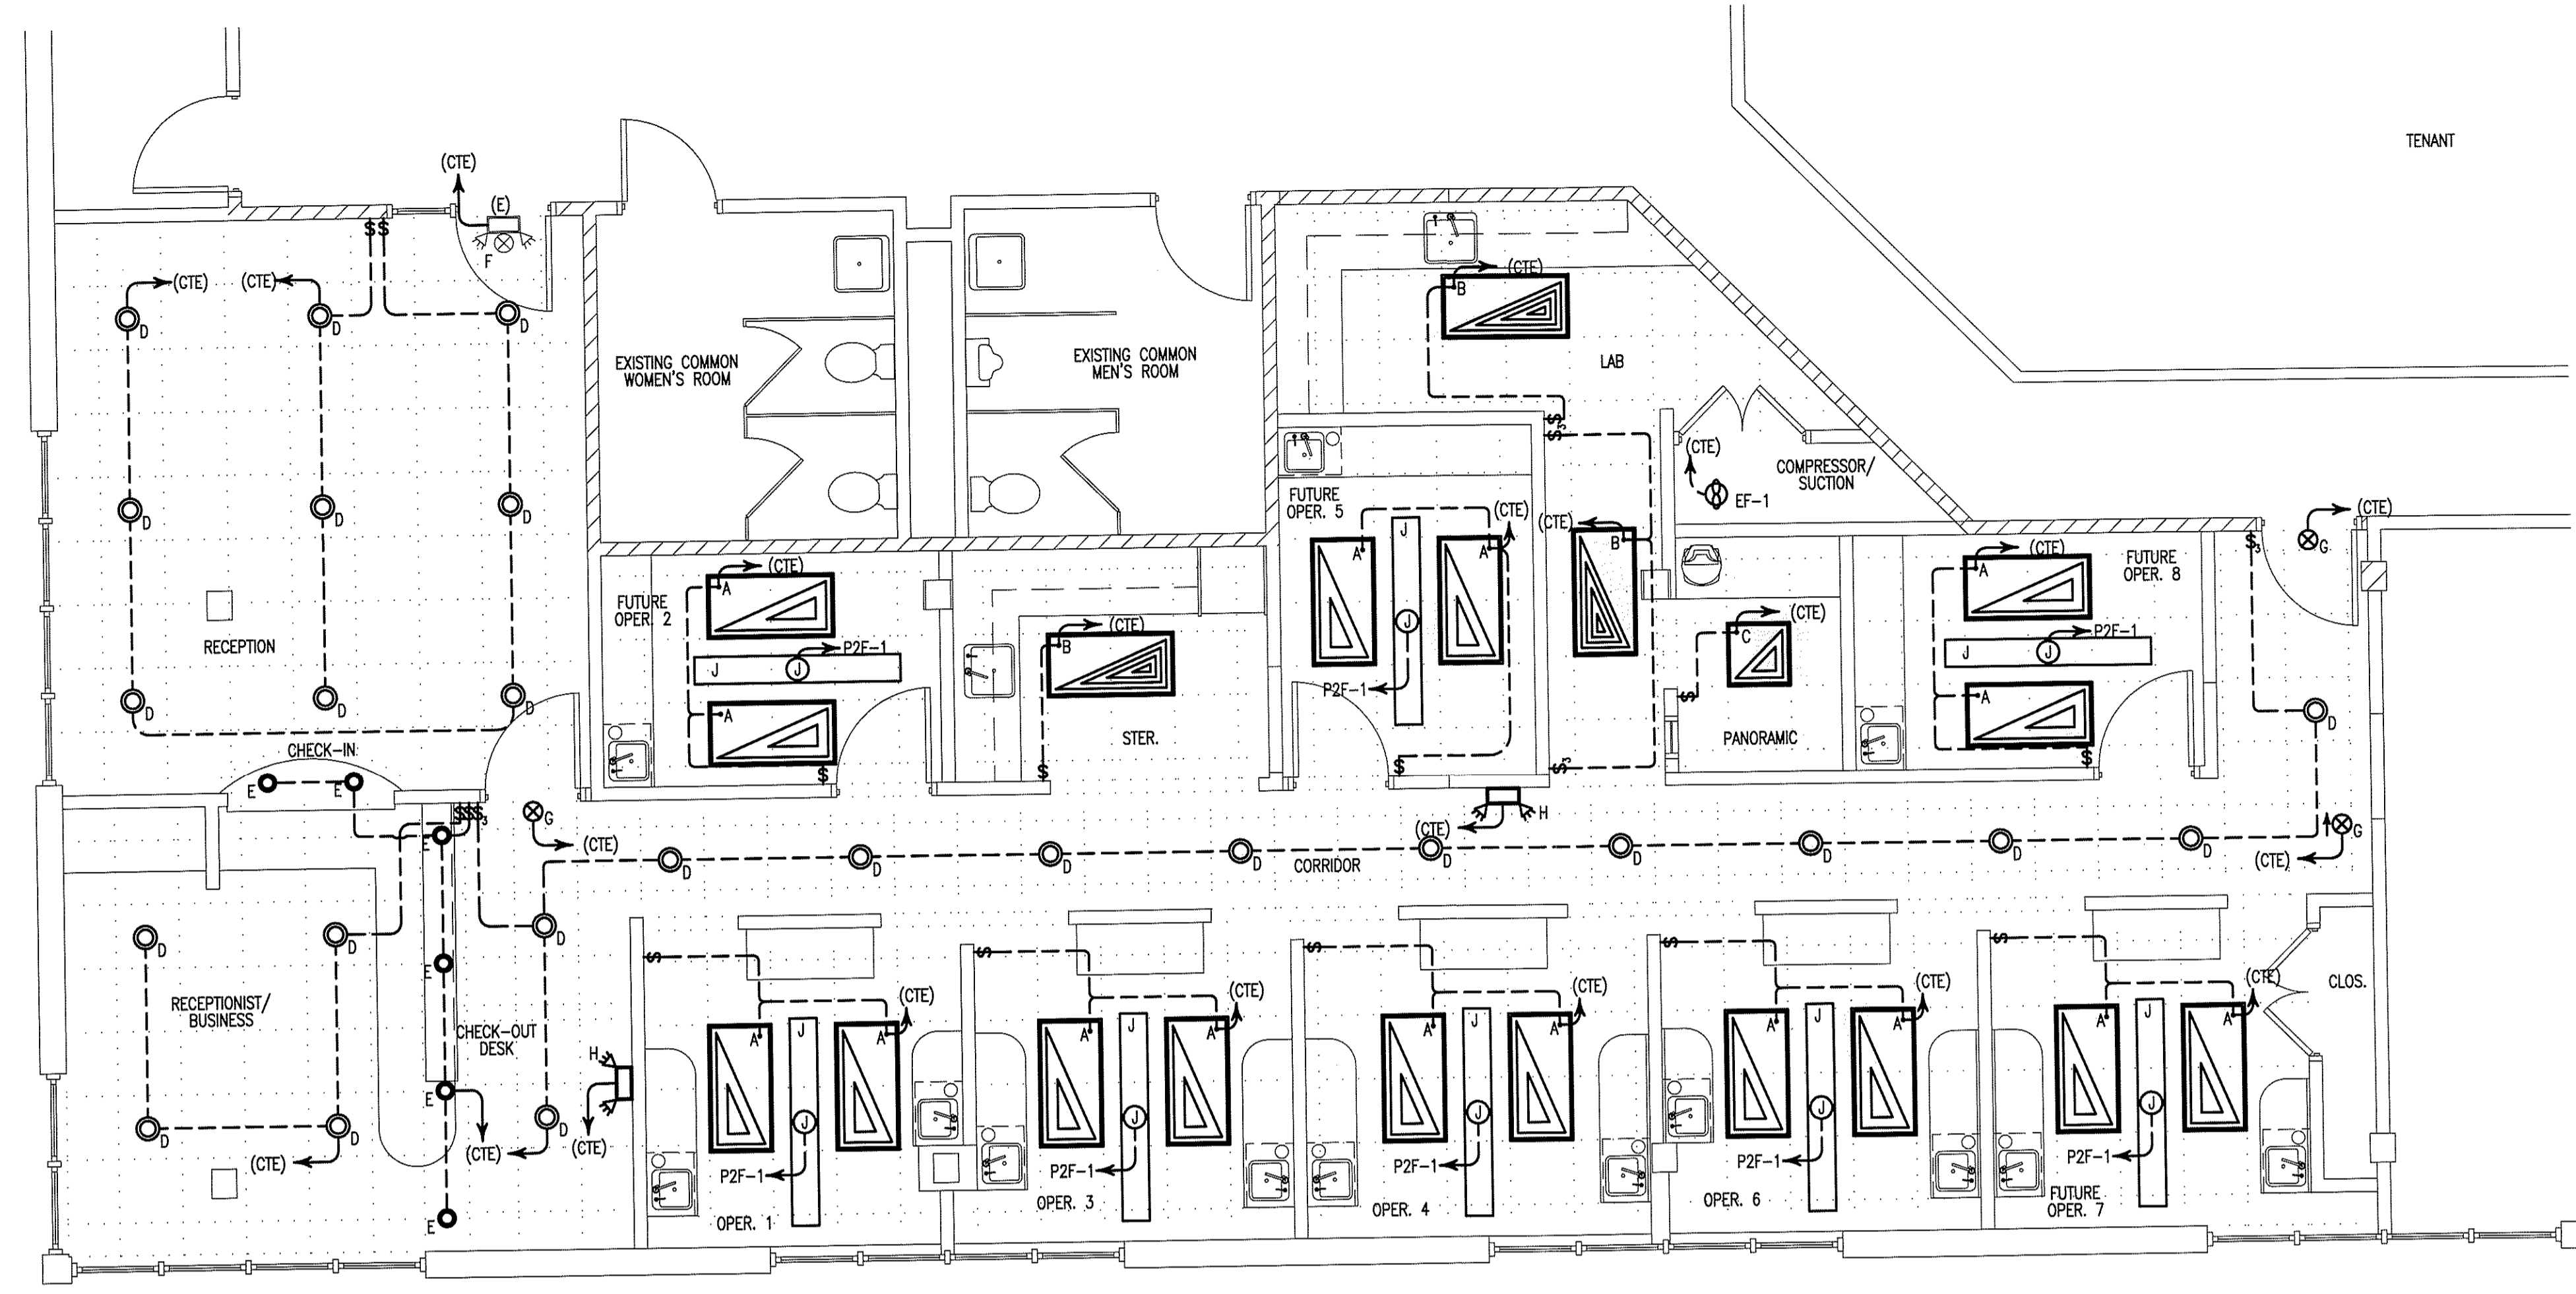 TENANT
(CTE)
(E)
F
$$
(CTE)
(CTE)
D
D
D
D
D
D
D
D
D
RECEPTION
CHECK-IN
E
E
EXISTING COMMON
WOMEN'S ROOM
EXISTING COMMON
MEN'S ROOM
(CTE)
B
LAB
$
$3
(CTE)
EF-1
COMPRESSOR/
SUCTION
FUTURE
OPER. 5
J
A
A
(CTE)
J
P2F-1
$
(CTE)
B
$3
FUTURE
OPER. 2
(CTE)
A
J
J
P2F-1
A
$
(CTE)
B
STER.
$
(CTE)
C
$
PANORAMIC
(CTE)
A
FUTURE
OPER. 8
J
J
P2F-1
A
$
$3
(CTE)
G
D
$$$3
E
G
(CTE)
D
D
D
D
D
D
D
D
D
CORRIDOR
(CTE)
H
G
(CTE)
D
D
D
D
RECEPTIONIST/
BUSINESS
(CTE)
E
E
E
CHECK-OUT
DESK
(CTE)
D
D
H
(CTE)
$
A
J
A
(CTE)
J
P2F-1
OPER. 1
$
A
J
A
(CTE)
J
P2F-1
OPER. 3
$
A
J
A
(CTE)
J
P2F-1
OPER. 4
$
A
J
A
(CTE)
J
P2F-1
OPER. 6
$
A
J
A
(CTE)
J
P2F-1
FUTURE
OPER. 7
CLOS.